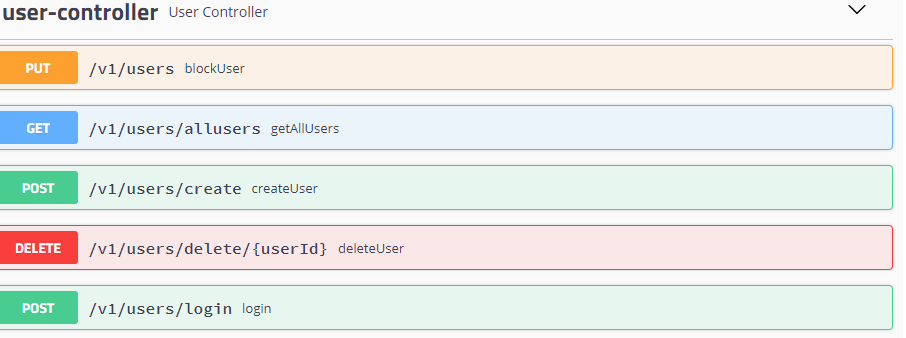 user-controller User Controller
PUT /v1/users blockUser
GET /v1/users/allusers getAllUsers
POST /v1/users/create createUser
DELETE /v1/users/delete/{userId} deleteUser
POST /v1/users/login login